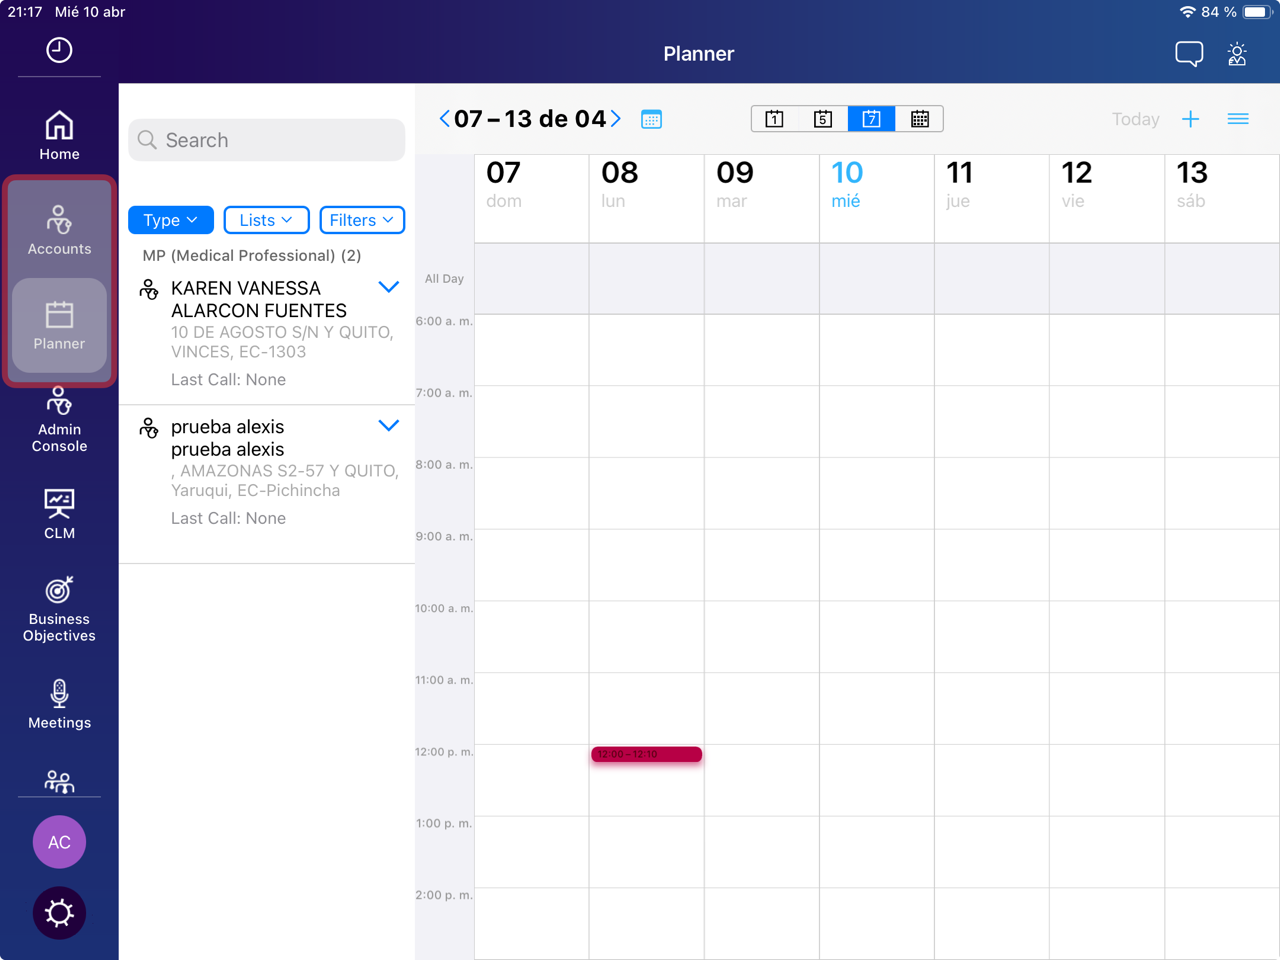 21:17 Mié 10 abr
84 %
Planner
Home
Accounts
Planner
Admin
Console
CLM
Business
Objectives
Meetings
AC
Search
Type
Lists
Filters
MP (Medical Professional) (2)
KAREN VANESSA
ALARCON FUENTES
10 DE AGOSTO S/N Y QUITO,
VINCES, EC-1303
Last Call: None
prueba alexis
prueba alexis
, AMAZONAS S2-57 Y QUITO,
Yaruqui, EC-Pichincha
Last Call: None
07 – 13 de 04
1
5
7
Today
07 08 09 10 11 12 13
dom lun mar mié jue vie sáb
All Day
6:00 a. m.
7:00 a. m.
8:00 a. m.
9:00 a. m.
10:00 a. m.
11:00 a. m.
12:00 p. m.
12:00 – 12:10
1:00 p. m.
2:00 p. m.